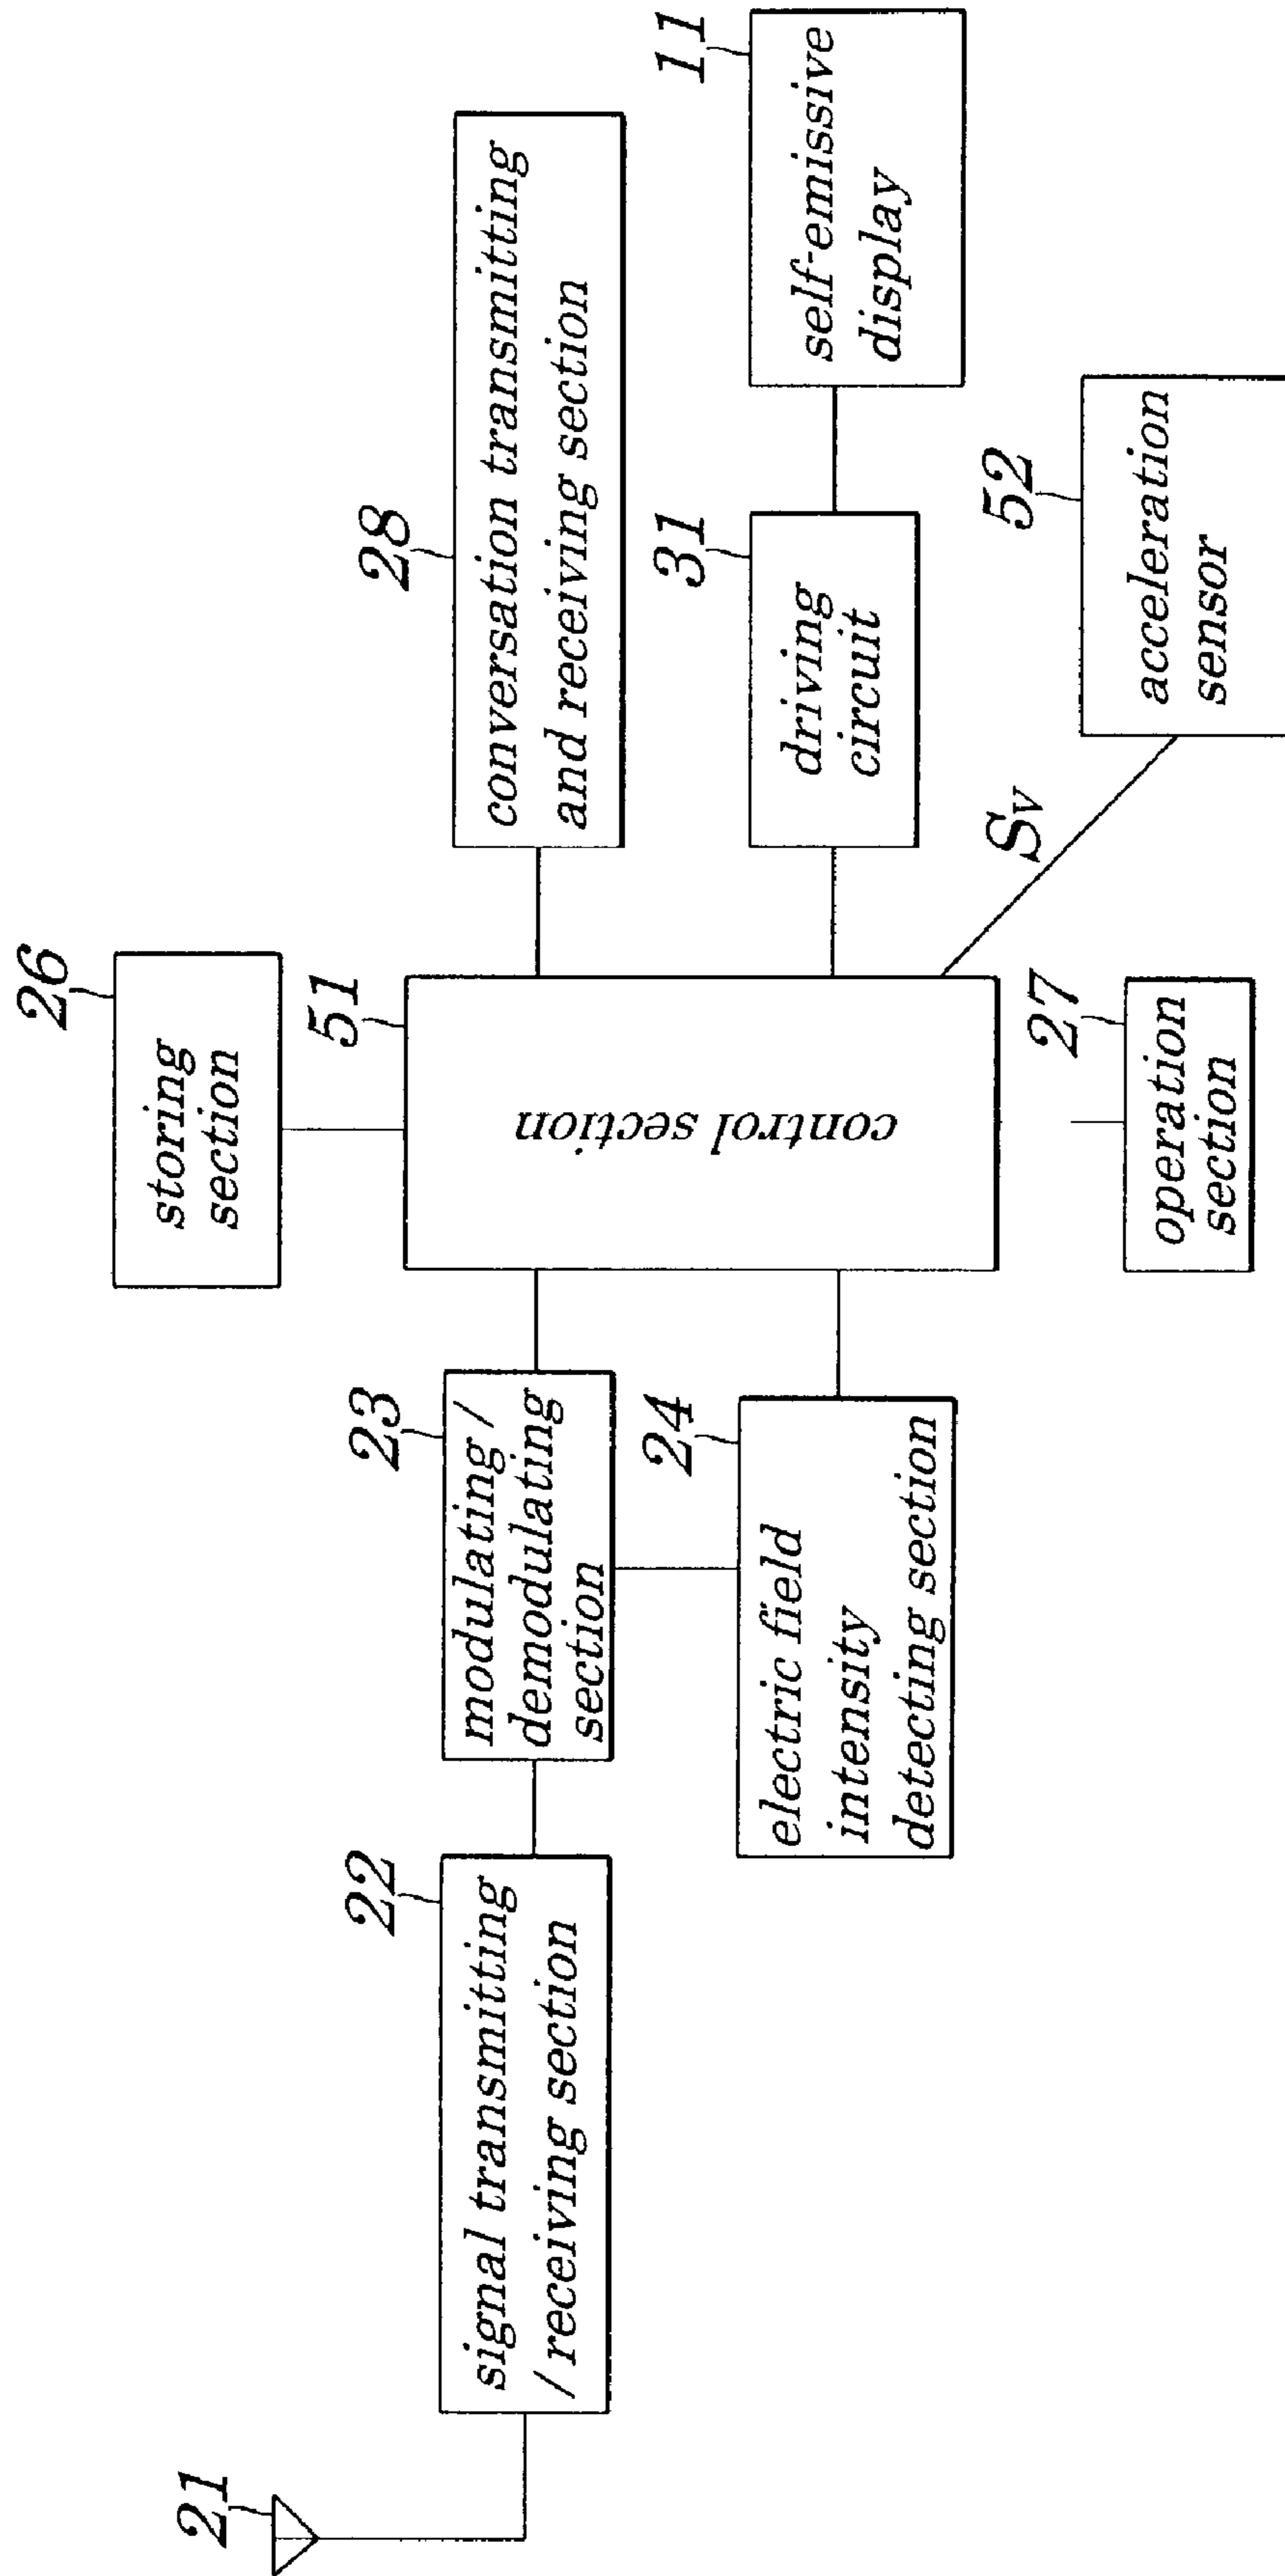 26
storing
section
21
22
signal transmitting
/ receiving section
23
modulating /
demodulating
section
51
control section
28
conversation transmitting
and receiving section
24
electric field
intensity
detecting section
31
driving
circuit
11
self-emissive
display
27
operation
section
SV
52
acceleration
sensor